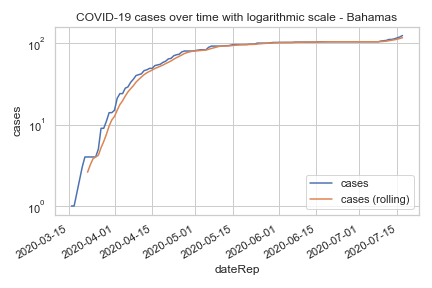 COVID-19 cases over time with logarithmic scale - Bahamas
10²
10¹
10⁰
cases
2020-03-15
2020-04-01
2020-04-15
2020-05-01
2020-05-15
2020-06-01
2020-06-15
2020-07-01
2020-07-15
dateRep
cases
cases (rolling)